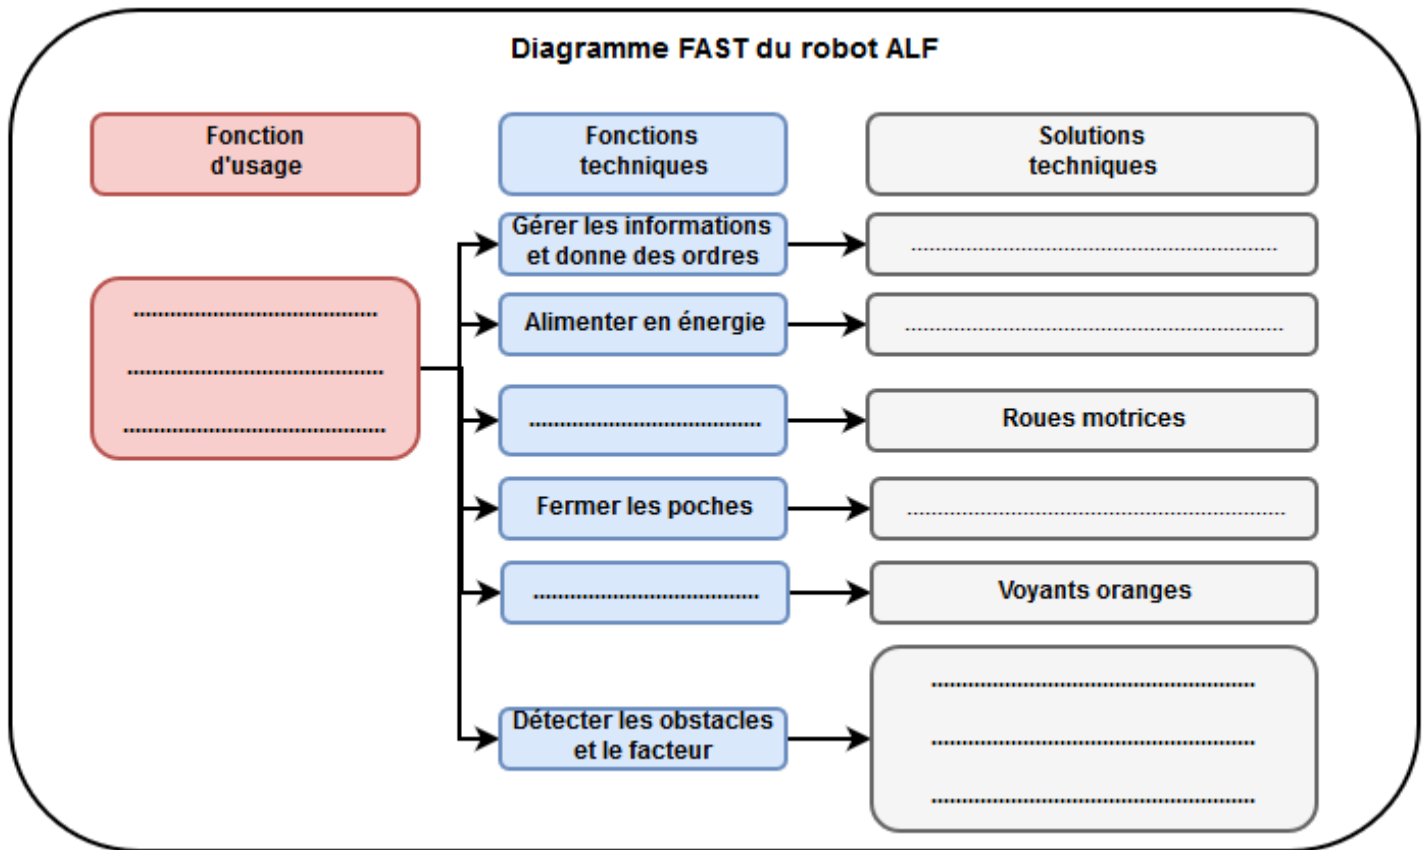 Diagramme FAST du robot ALF
Fonction
d'usage
Fonctions
techniques
Solutions
techniques
Gérer les informations
et donne des ordres
Alimenter en énergie
Roues motrices
Fermer les poches
Voyants oranges
Détecter les obstacles
et le facteur